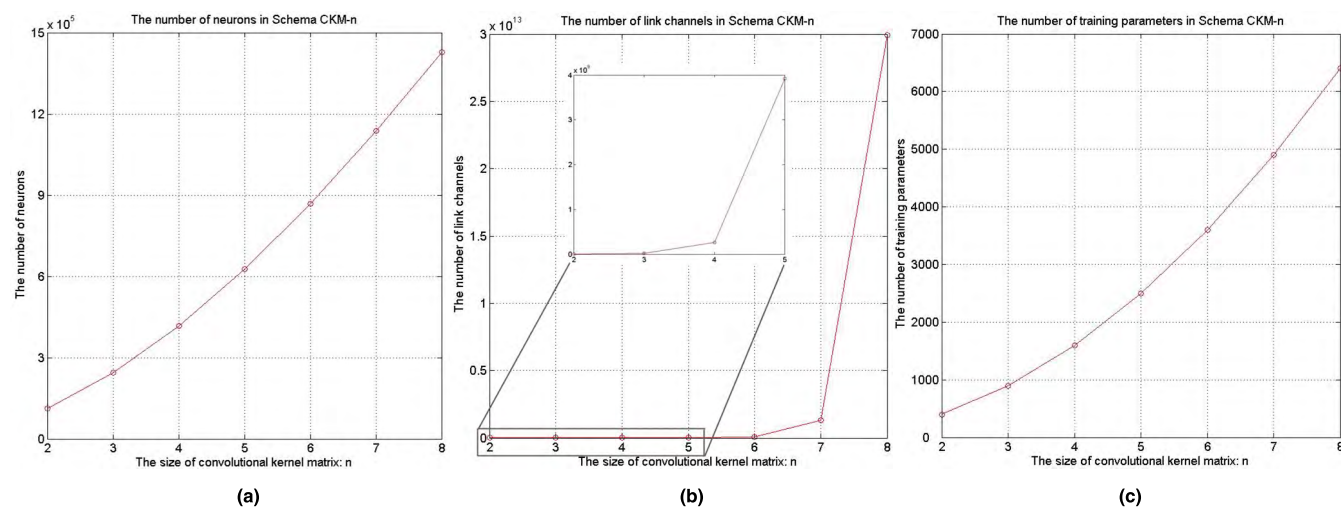 The number of neurons in Schema CKM-n
15 x 10^5
12
9
6
3
0
2 3 4 5 6 7 8
The number of neurons
The size of convolutional kernel matrix: n
(a)
x 10^13
The number of link channels in Schema CKM-n
3
2.5
2
1.5
1
0.5
0
2 3 4 5 6 7 8
The number of link channels
The size of convolutional kernel matrix: n
4
3
2
1
0
2 3 4 5
(b)
The number of training parameters in Schema CKM-n
7000
6000
5000
4000
3000
2000
1000
0
2 3 4 5 6 7 8
The number of training parameters
The size of convolutional kernel matrix: n
(c)